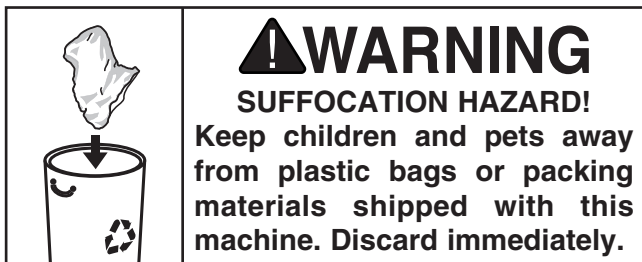 WARNING
SUFFOCATION HAZARD!
Keep children and pets away
from plastic bags or packing
materials shipped with this
machine. Discard immediately.